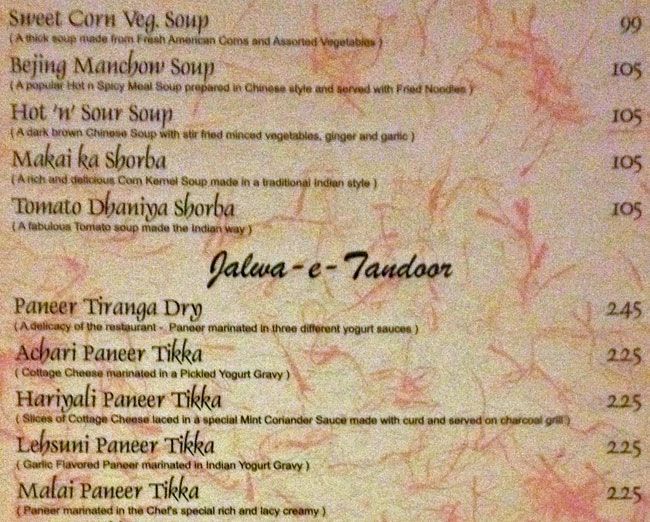 Sweet Corn Veg. Soup 99
( A thick soup made from Fresh American Corns and Assorted Vegetables )
Bejing Manchow Soup 105
( A popular Hot n Spicy Meal Soup prepared in Chinese style and served with Fried Noodles )
Hot 'n' Sour Soup 105
( A dark brown Chinese Soup with stir fried minced vegetables, ginger and garlic )
Makai ka Shorba 105
( A rich and delicious Corn Kernel Soup made in a traditional Indian style )
Tomato Dhaniya Shorba 105
( A fabulous Tomato soup made the Indian way )
Jalwa-e-Tandoor
Paneer Tiranga Dry 245
( A delicacy of the restaurant - Paneer marinated in three different yogurt sauces )
Achari Paneer Tikka 225
( Cottage Cheese marinated in a Pickled Yogurt Gravy )
Hariyali Paneer Tikka 225
( Slices of Cottage Cheese laced in a special Mint Coriander Sauce made with curd and served on charcoal grill )
Lehsuni Paneer Tikka 225
( Garlic Flavored Paneer marinated in Indian Yogurt Gravy )
Malai Paneer Tikka 225
( Paneer marinated in the Chef's special rich and lacy creamy )